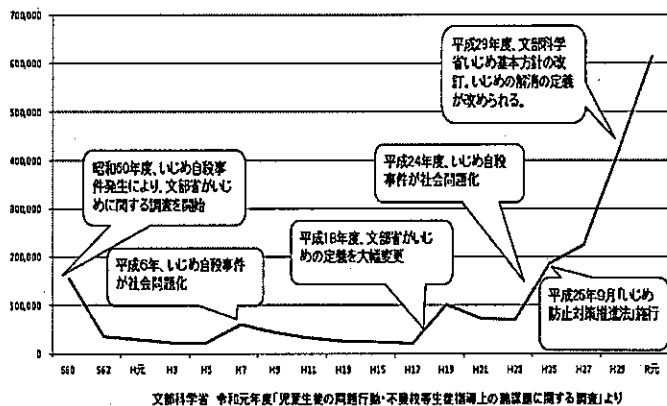 700,000
600,000
500,000
400,000
300,000
200,000
100,000
0
平成29年度、文部科学
省いじめ基本方針の改
訂。いじめの解消の定義
が改められる。
昭和60年度、いじめ自殺事
件発生により、文部省がいじ
めに関する調査を開始
平成24年度、いじめ自殺
事件が社会問題化
平成6年、いじめ自殺事件
が社会問題化
平成18年度、文部省がいじ
めの定義を大幅変更
平成25年9月「いじめ
防止対策推進法」施行
S60 S62 H元 H3 H5 H7 H9 H11 H13 H15 H17 H19 H21 H23 H25 H27 H29 R元
文部科学省 令和元年度「児童生徒の問題行動・不登校等生徒指導上の諸課題に関する調査」より